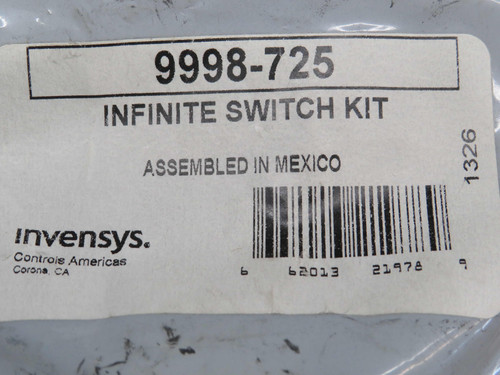 9998-725
INFINITE SWITCH KIT
ASSEMBLED IN MEXICO
1326
invensys.
Controls Americas
Corona, CA
6 62013 21978 9